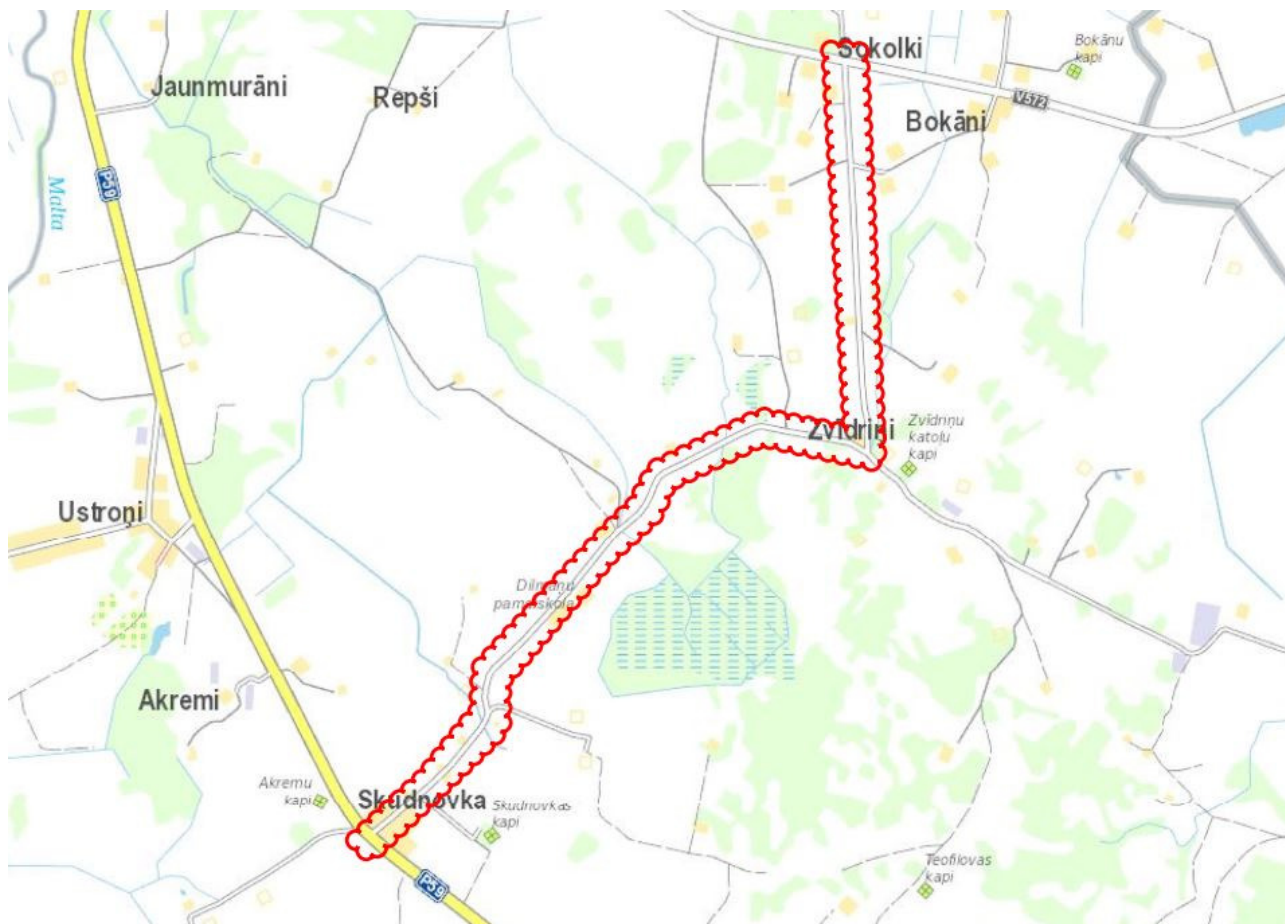 Sokolki
Bokānu
kapi
Jaunmurāni
Repši
V572
Bokāni
P59
Malta
Zvīdriņi
Zvīdriņu
katoļu
kapi
Ustroņi
Dilmaņu
pamatskola
Akremi
Akremu
kapi
Skudnovka
Skudnovkas
kapi
Teofilovas
kapi
P59